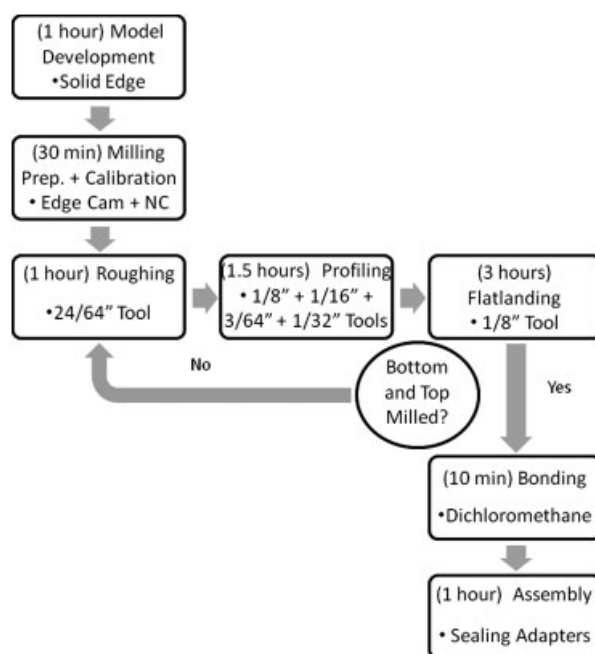 (1 hour) Model
Development
•Solid Edge
(30 min) Milling
Prep. + Calibration
• Edge Cam + NC
(1 hour) Roughing
•24/64” Tool
(1.5 hours) Profiling
• 1/8” + 1/16” +
3/64” + 1/32” Tools
(3 hours)
Flatlanding
• 1/8” Tool
No
Bottom
and Top
Milled?
Yes
(10 min) Bonding
•Dichloromethane
(1 hour) Assembly
• Sealing Adapters